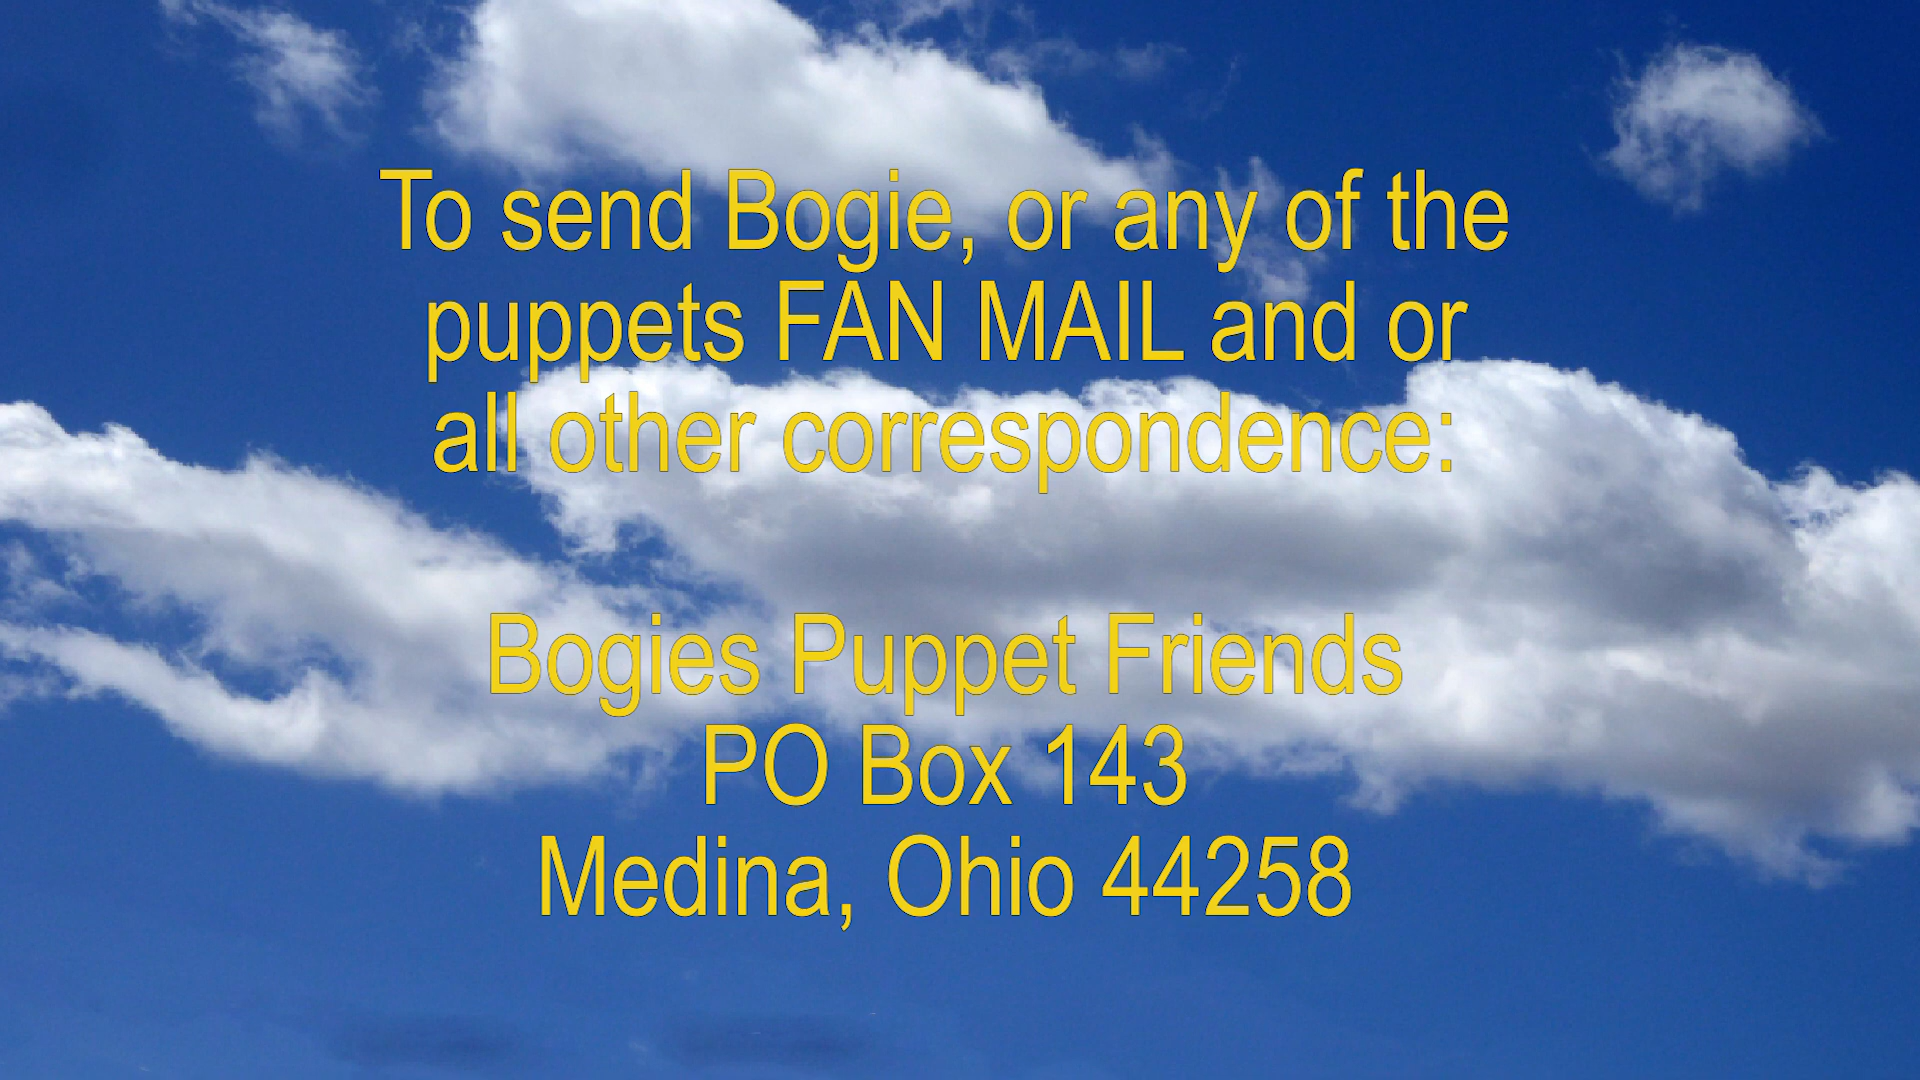 To send Bogie, or any of the
puppets FAN MAIL and or
all other correspondence:
Bogies Puppet Friends
PO Box 143
Medina, Ohio 44258